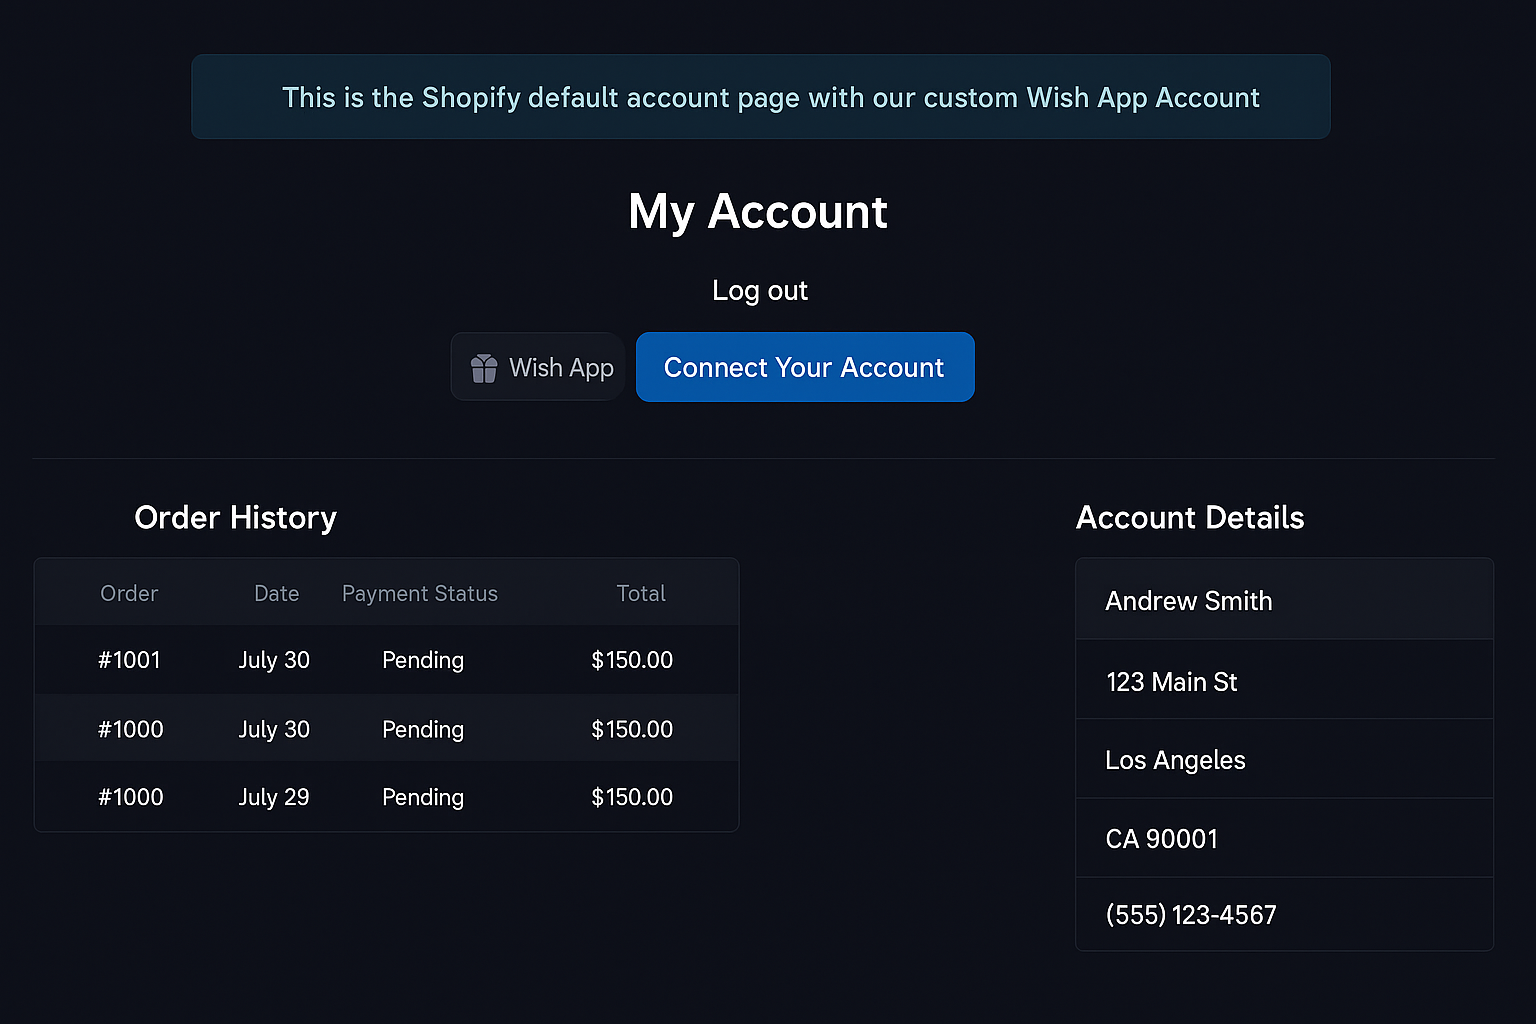 This is the Shopify default account page with our custom Wish App Account
My Account
Log out
Wish App
Connect Your Account
Order History
Order Date Payment Status Total
#1001 July 30 Pending $150.00
#1000 July 30 Pending $150.00
#1000 July 29 Pending $150.00
Account Details
Andrew Smith
123 Main St
Los Angeles
CA 90001
(555) 123-4567